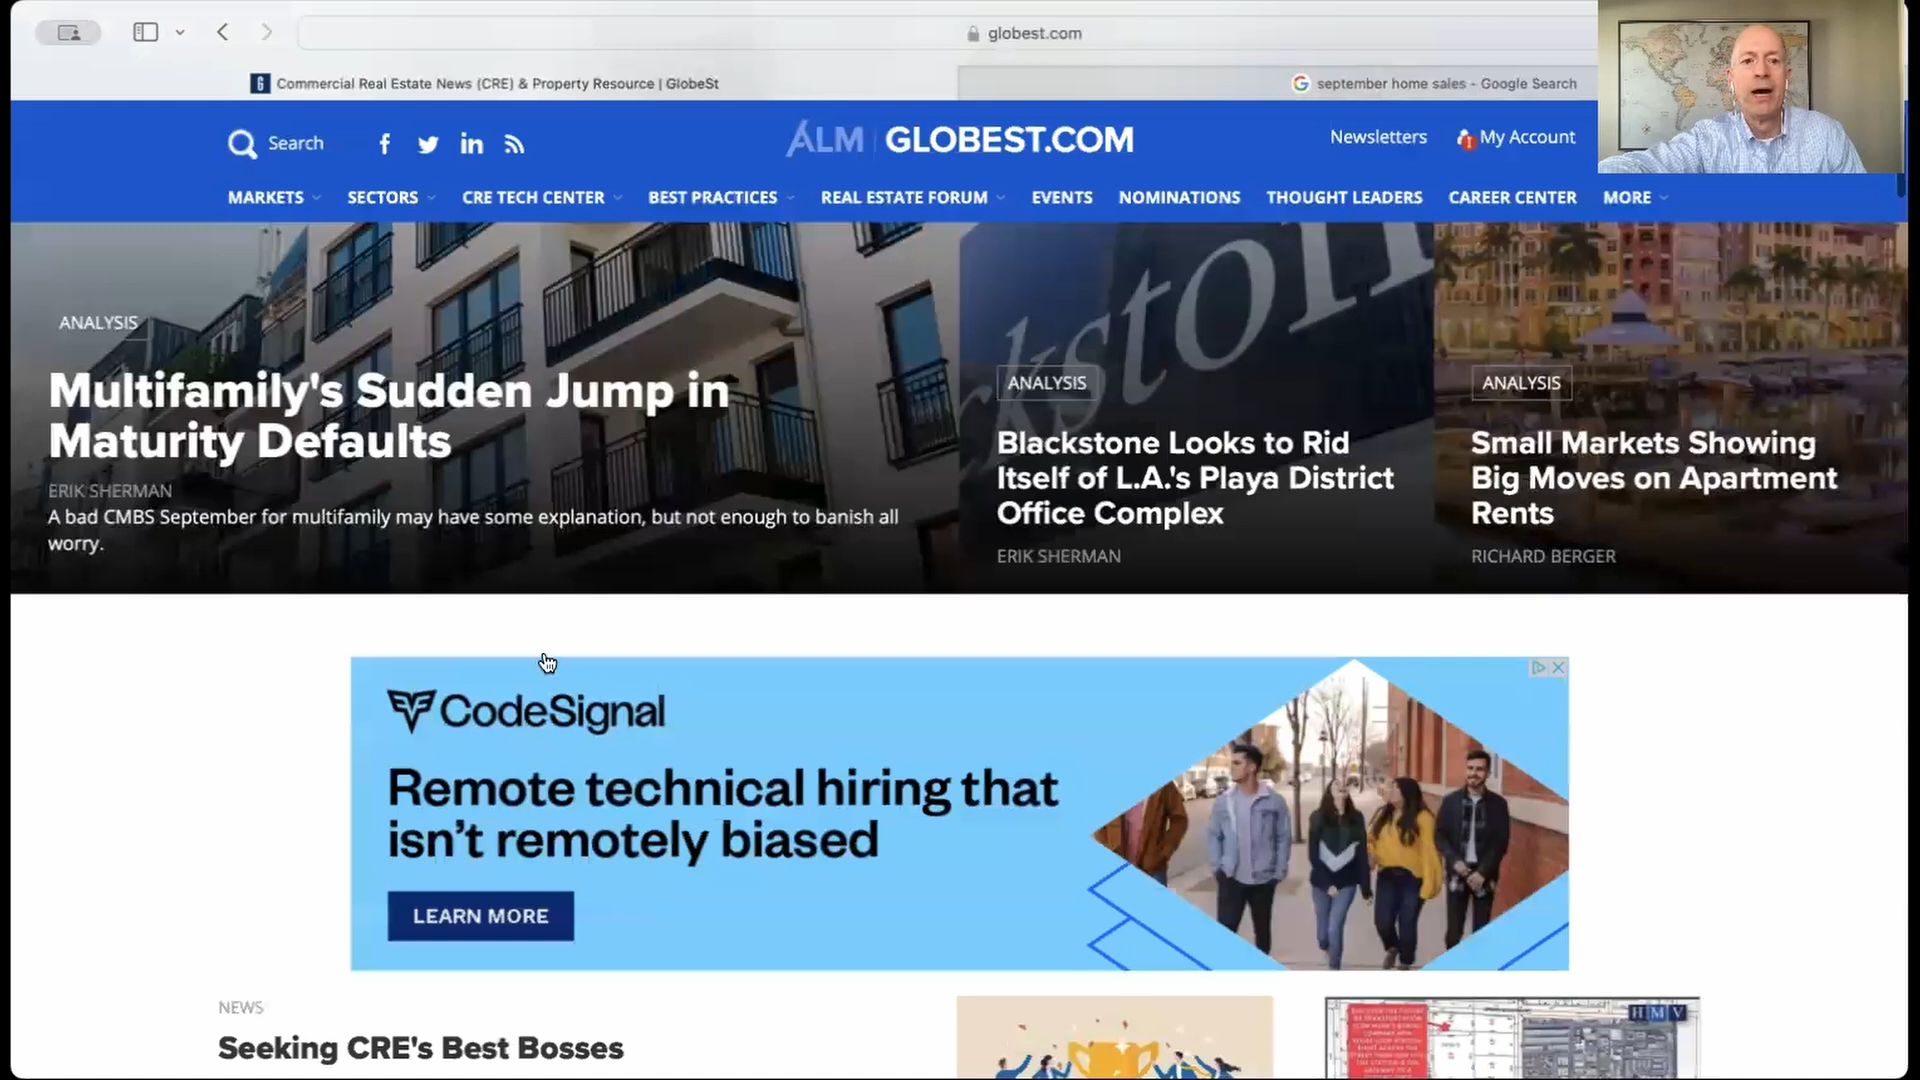 globest.com
Commercial Real Estate News (CRE) & Property Resource | GlobeSt
september home sales - Google Search
Search
ALM | GLOBEST.COM
Newsletters
My Account
MARKETS
SECTORS
CRE TECH CENTER
BEST PRACTICES
REAL ESTATE FORUM
EVENTS
NOMINATIONS
THOUGHT LEADERS
CAREER CENTER
MORE
ANALYSIS
Multifamily's Sudden Jump in
Maturity Defaults
ERIK SHERMAN
A bad CMBS September for multifamily may have some explanation, but not enough to banish all
worry.
ckston
ANALYSIS
Blackstone Looks to Rid
Itself of L.A.'s Playa District
Office Complex
ERIK SHERMAN
ANALYSIS
Small Markets Showing
Big Moves on Apartment
Rents
RICHARD BERGER
CodeSignal
Remote technical hiring that
isn't remotely biased
LEARN MORE
NEWS
Seeking CRE's Best Bosses
HMV